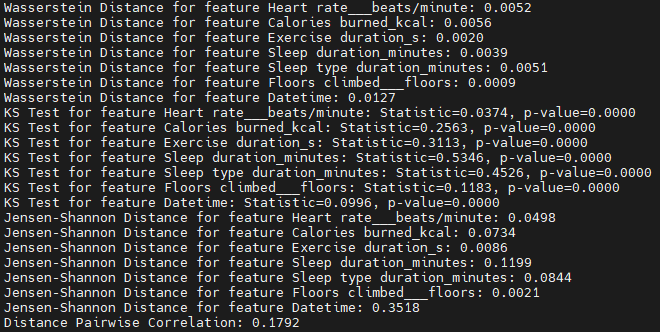 Wasserstein Distance for feature Heart rate___beats/minute: 0.0052
Wasserstein Distance for feature Calories burned_kcal: 0.0056
Wasserstein Distance for feature Exercise duration_s: 0.0020
Wasserstein Distance for feature Sleep duration_minutes: 0.0039
Wasserstein Distance for feature Sleep type duration_minutes: 0.0051
Wasserstein Distance for feature Floors climbed___floors: 0.0009
Wasserstein Distance for feature Datetime: 0.0127
KS Test for feature Heart rate___beats/minute: Statistic=0.0374, p-value=0.0000
KS Test for feature Calories burned_kcal: Statistic=0.2563, p-value=0.0000
KS Test for feature Exercise duration_s: Statistic=0.3113, p-value=0.0000
KS Test for feature Sleep duration_minutes: Statistic=0.5346, p-value=0.0000
KS Test for feature Sleep type duration_minutes: Statistic=0.4526, p-value=0.0000
KS Test for feature Floors climbed___floors: Statistic=0.1183, p-value=0.0000
KS Test for feature Datetime: Statistic=0.0996, p-value=0.0000
Jensen-Shannon Distance for feature Heart rate___beats/minute: 0.0498
Jensen-Shannon Distance for feature Calories burned_kcal: 0.0734
Jensen-Shannon Distance for feature Exercise duration_s: 0.0086
Jensen-Shannon Distance for feature Sleep duration_minutes: 0.1199
Jensen-Shannon Distance for feature Sleep type duration_minutes: 0.0844
Jensen-Shannon Distance for feature Floors climbed___floors: 0.0021
Jensen-Shannon Distance for feature Datetime: 0.3518
Distance Pairwise Correlation: 0.1792